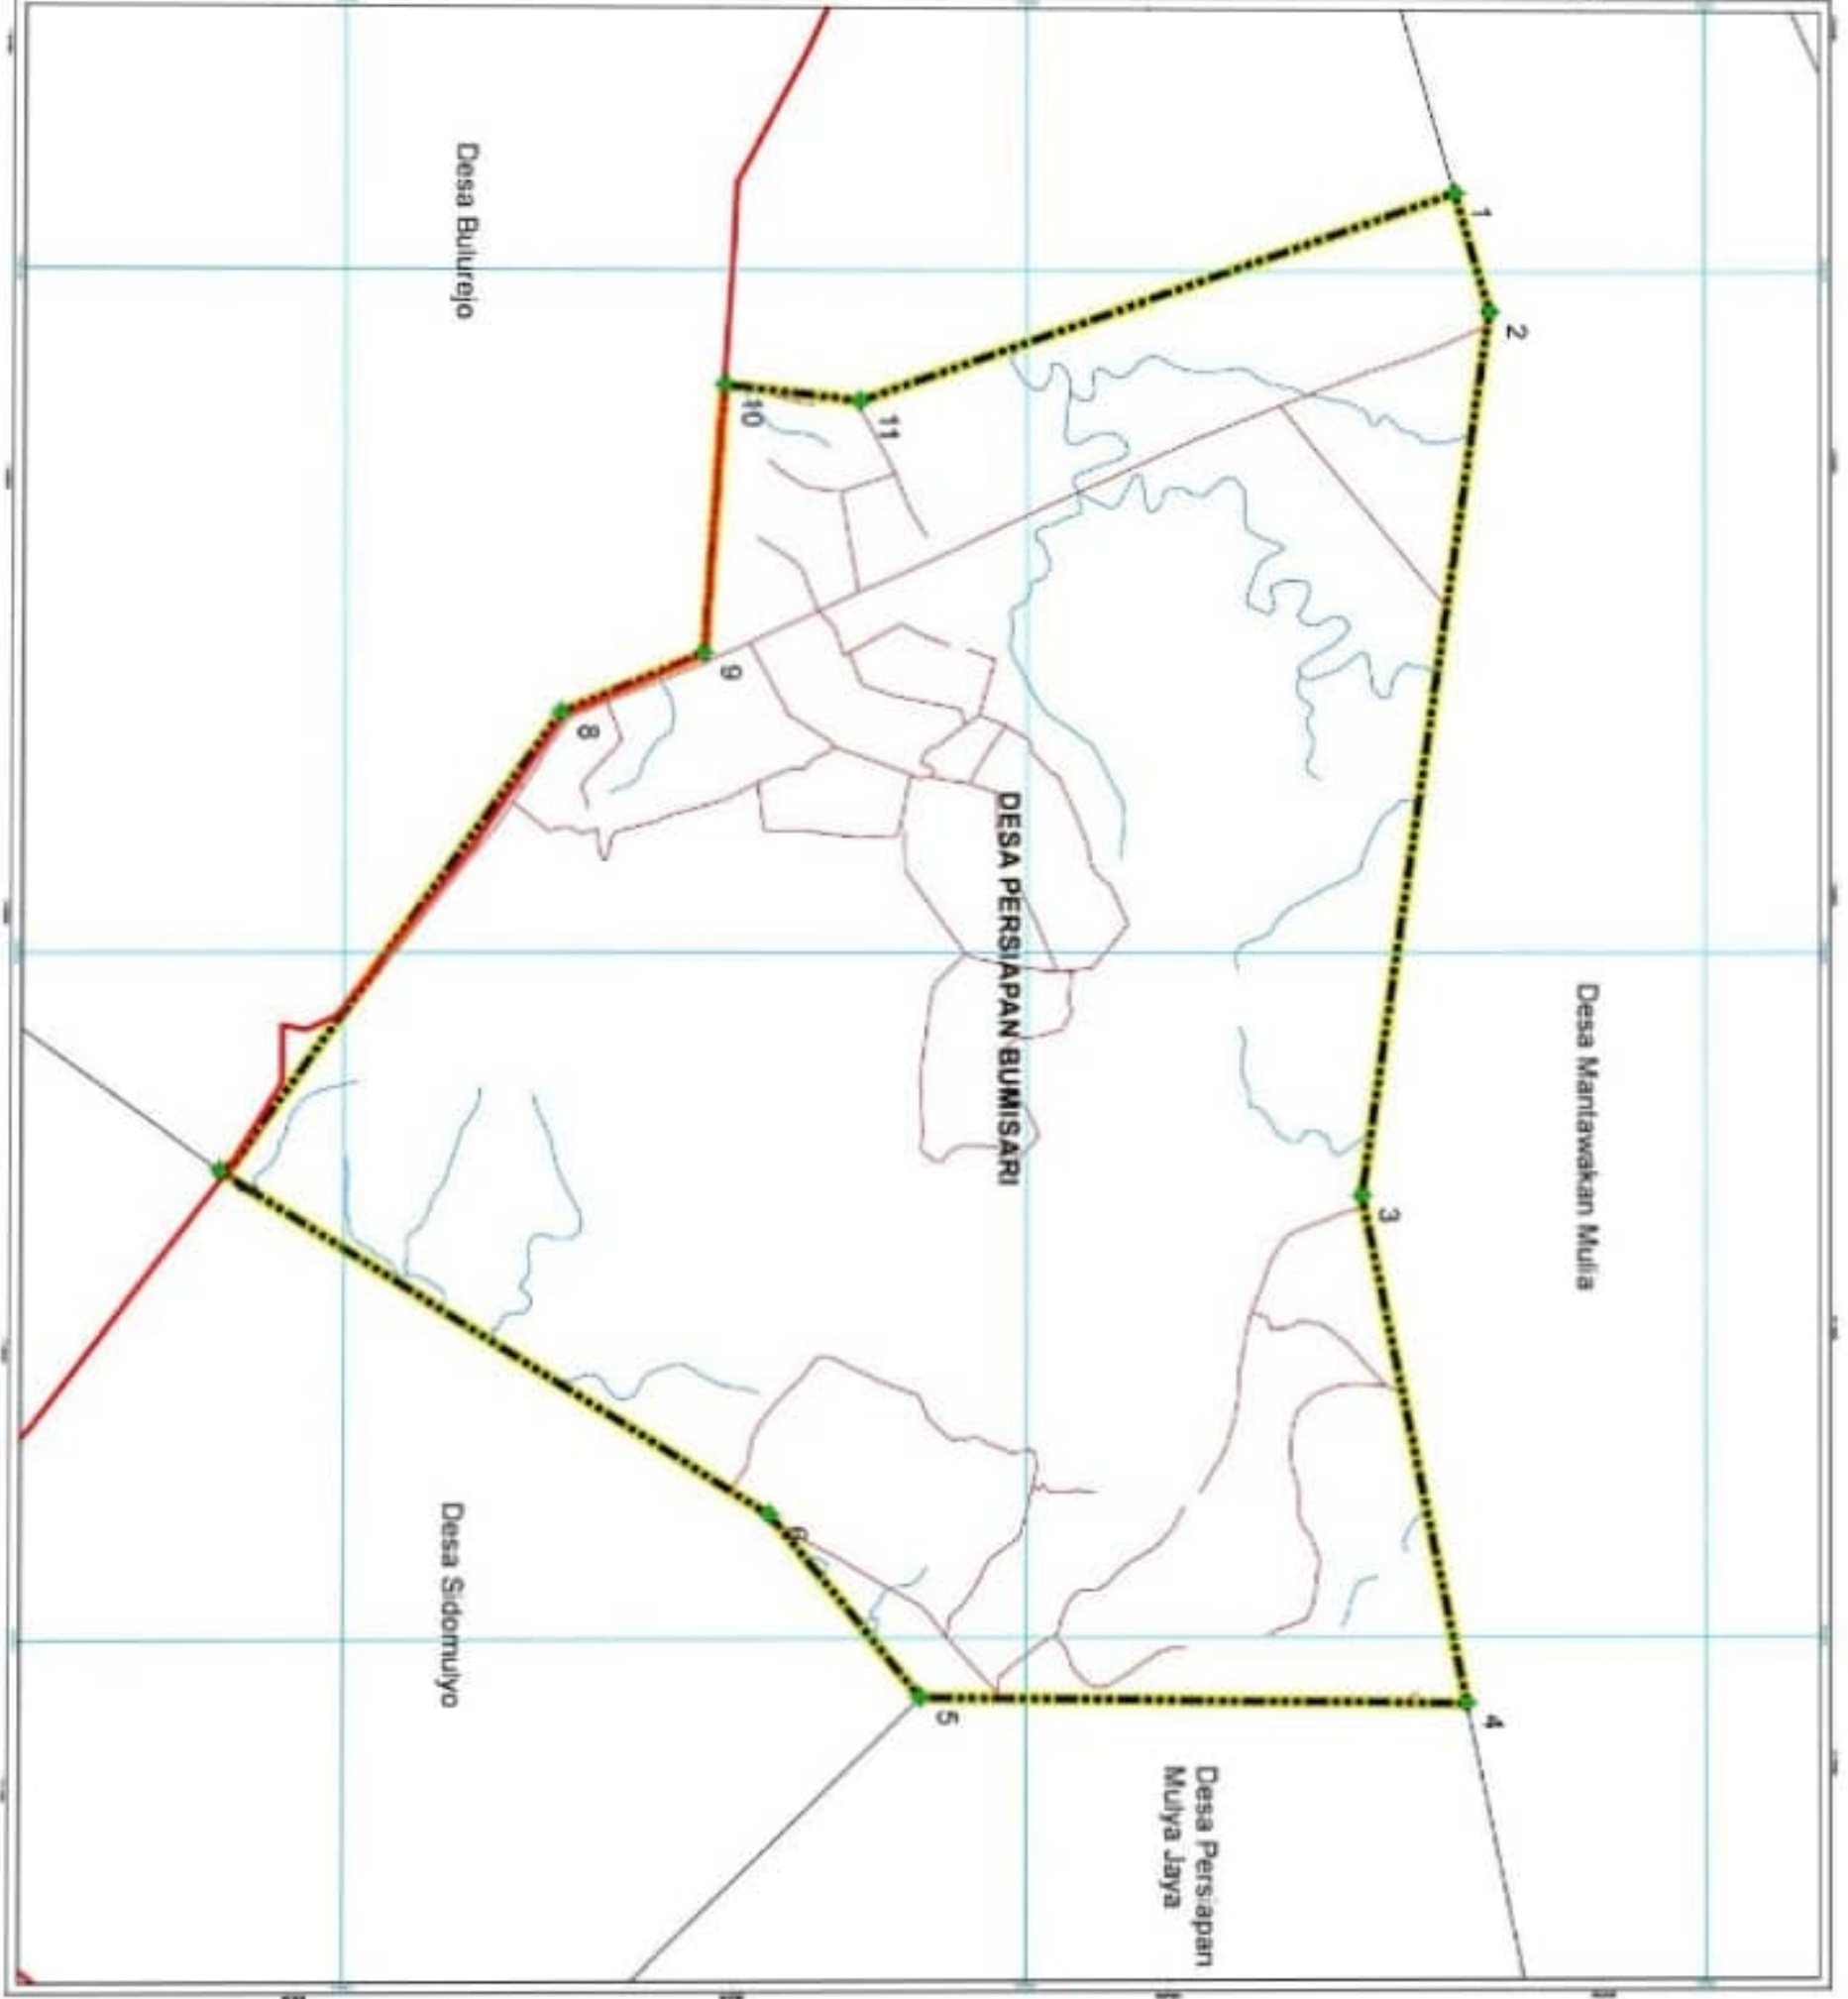 1
2
Desa Mantawakan Mulia
3
4
Desa Persiapan
Mulya Jaya
DESA PERSIAPAN BUMISARI
11
10
9
8
6
5
Desa Bulurejo
Desa Sidomulyo